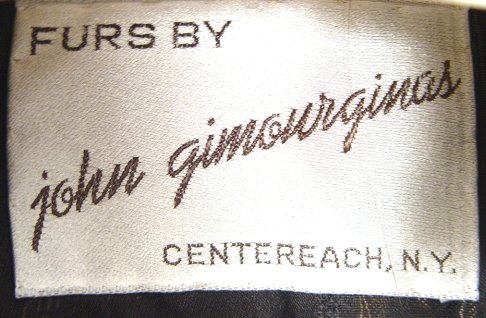 FURS BY
john gimourginas
CENTEREACH, N.Y.